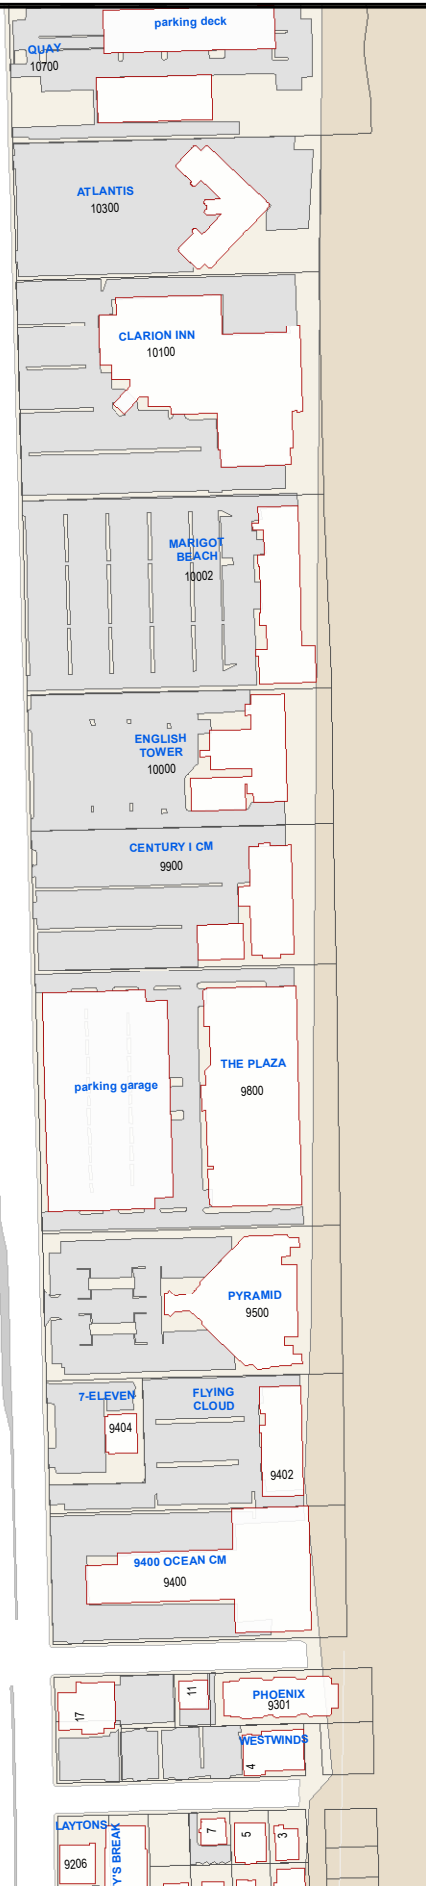 parking deck
QUAY
10700
ATLANTIS
10300
CLARION INN
10100
MARIGOT
BEACH
10002
ENGLISH
TOWER
10000
CENTURY I CM
9900
THE PLAZA
9800
parking garage
PYRAMID
9500
7-ELEVEN
9404
FLYING
CLOUD
9402
9400 OCEAN CM
9400
PHOENIX
9301
11
17
WESTWINDS
4
LAYTONS
9206
Y'S BREAK
7
5
3